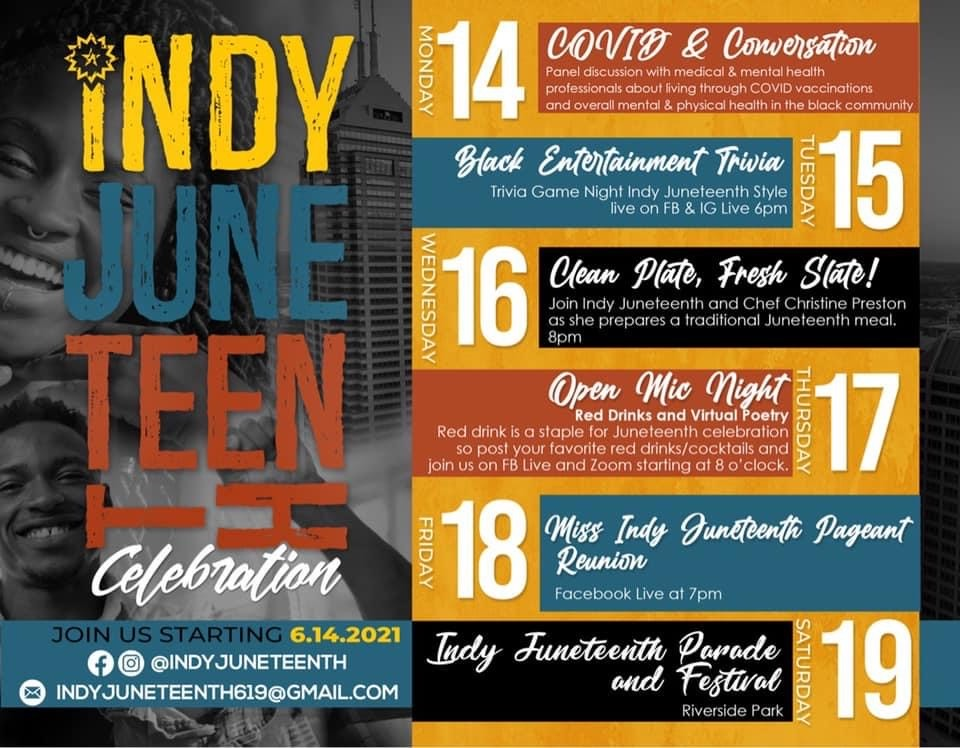 INDY
JUNE
TEEN
TH
Celebration
JOIN US STARTING 6.14.2021
@INDYJUNETEENTH
INDYJUNETEENTH619@GMAIL.COM
MONDAY
14
COVID & Conversation
Panel discussion with medical & mental health
professionals about living through COVID vaccinations
and overall mental & physical health in the black community
TUESDAY
15
Black Entertainment Trivia
Trivia Game Night Indy Juneteenth Style
live on FB & IG Live 6pm
WEDNESDAY
16
Clean Plate, Fresh Slate!
Join Indy Juneteenth and Chef Christine Preston
as she prepares a traditional Juneteenth meal.
8pm
THURSDAY
17
Open Mic Night
Red Drinks and Virtual Poetry
Red drink is a staple for Juneteenth celebration
so post your favorite red drinks/cocktails and
join us on FB Live and Zoom starting at 8 o'clock.
FRIDAY
18
Miss Indy Juneteenth Pageant
Reunion
Facebook Live at 7pm
SATURDAY
19
Indy Juneteenth Parade
and Festival
Riverside Park